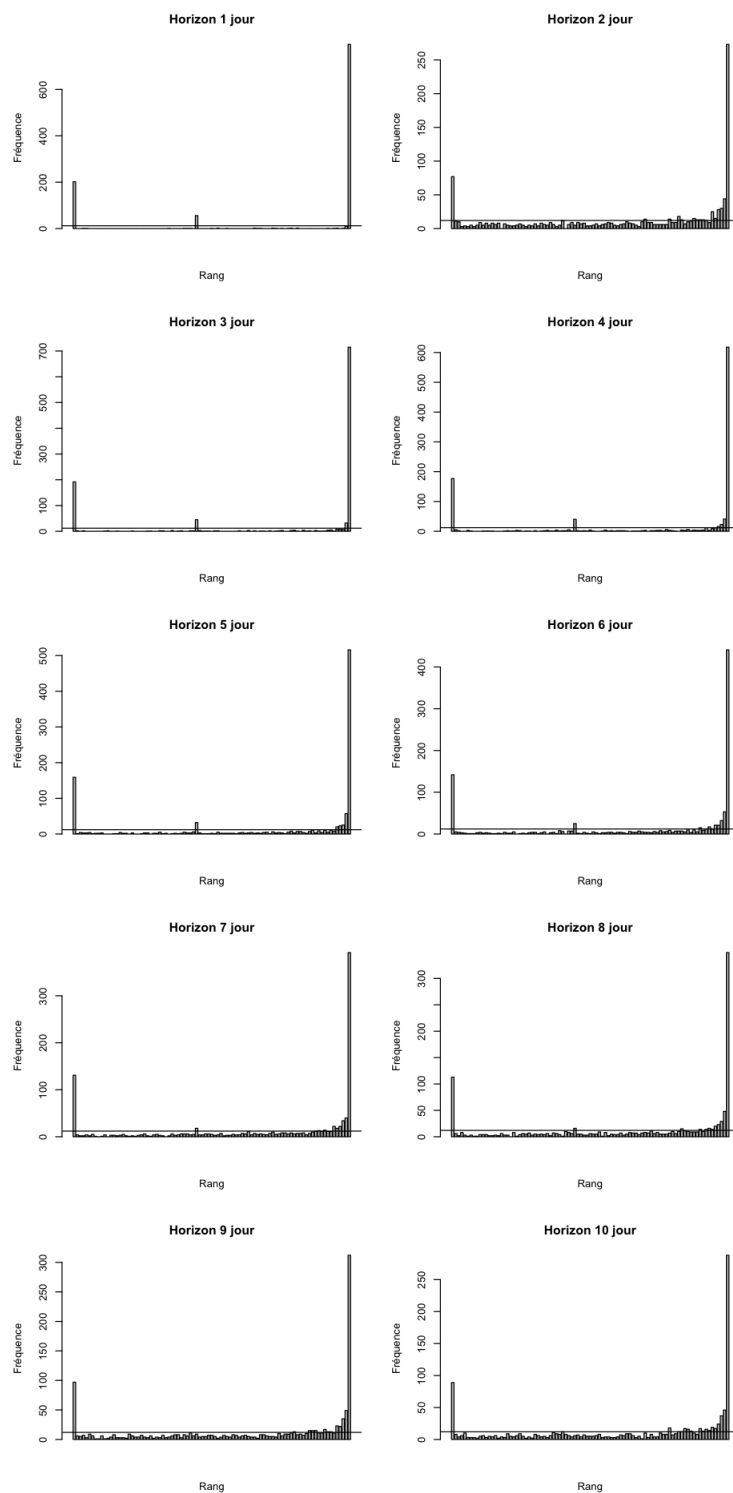 Horizon 1 jour
Horizon 2 jour
Fréquence
0
200
400
600
Rang
Fréquence
0
50
100
150
200
250
Rang
Horizon 3 jour
Horizon 4 jour
Fréquence
0
100
300
500
700
Rang
Fréquence
0
100
200
300
400
500
600
Rang
Horizon 5 jour
Horizon 6 jour
Fréquence
0
100
200
300
400
500
Rang
Fréquence
0
100
200
300
400
Rang
Horizon 7 jour
Horizon 8 jour
Fréquence
0
100
200
300
Rang
Fréquence
0
50
100
200
300
Rang
Horizon 9 jour
Horizon 10 jour
Fréquence
0
50
100
150
200
250
300
Rang
Fréquence
0
50
100
150
200
250
Rang